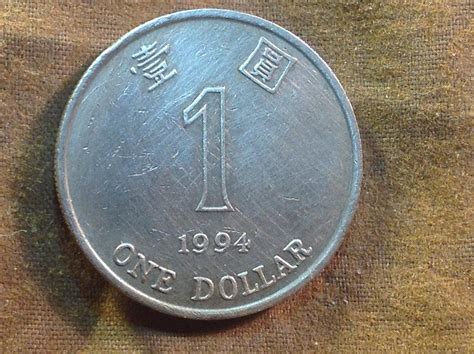 壹 圓
1
1994
ONE DOLLAR